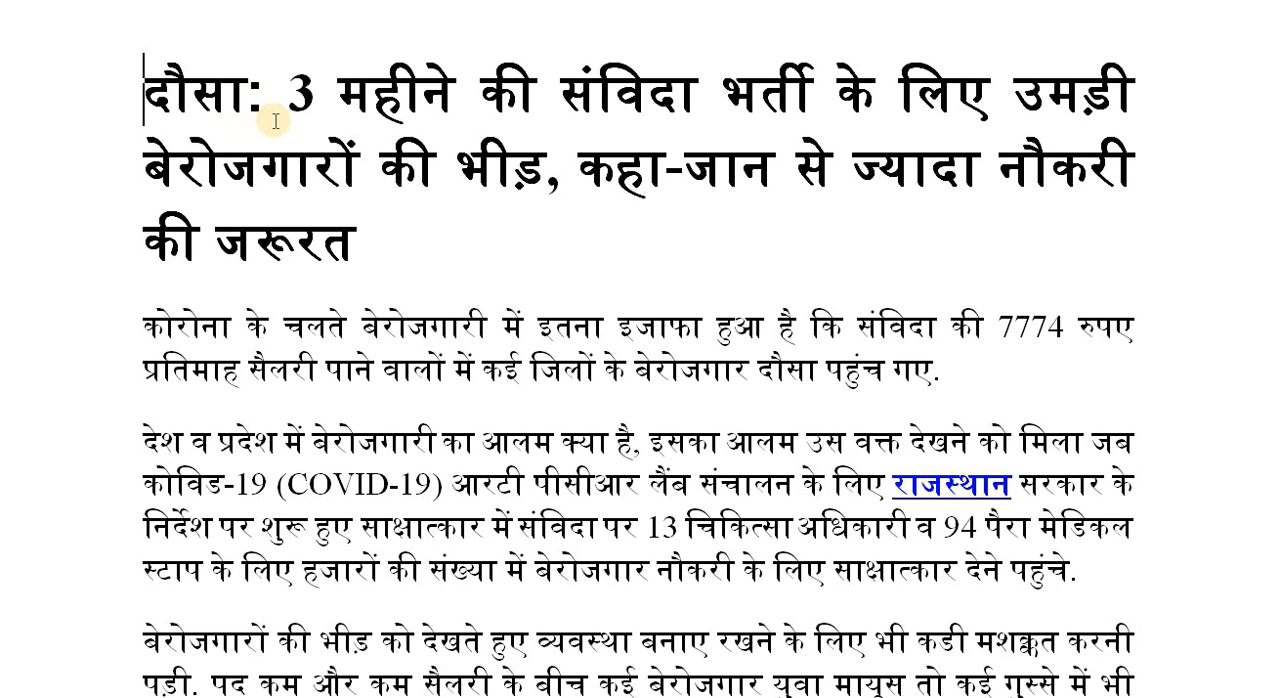 दौसा: 3 महीने की संविदा भर्ती के लिए उमड़ी
बेरोजगारों की भीड़, कहा-जान से ज्यादा नौकरी
की जरूरत
कोरोना के चलते बेरोजगारी में इतना इजाफा हुआ है कि संविदा की 7774 रुपए
प्रतिमाह सैलरी पाने वालों में कई जिलों के बेरोजगार दौसा पहुंच गए.
देश व प्रदेश में बेरोजगारी का आलम क्या है, इसका आलम उस वक्त देखने को मिला जब
कोविड-19 (COVID-19) आरटी पीसीआर लैंब संचालन के लिए राजस्थान सरकार के
निर्देश पर शुरू हुए साक्षात्कार में संविदा पर 13 चिकित्सा अधिकारी व 94 पैरा मेडिकल
स्टाप के लिए हजारों की संख्या में बेरोजगार नौकरी के लिए साक्षात्कार देने पहुंचे.
बेरोजगारों की भीड़ को देखते हुए व्यवस्था बनाए रखने के लिए भी कडी मशक्कत करनी
पड़ी. पद कम और कम सैलरी के बीच कई बेरोजगार युवा मायूस तो कई गुस्से में भी